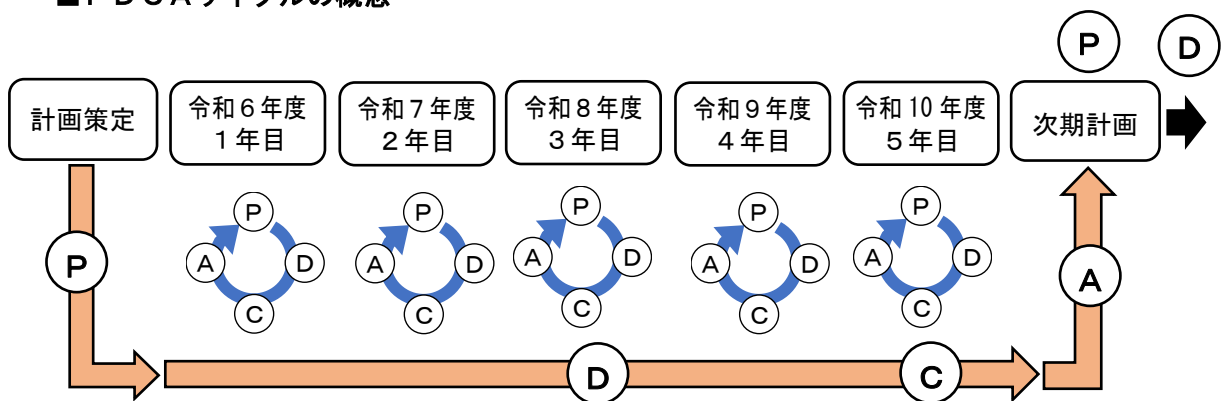 ■ＰＤＣＡサイクルの概念
Ｐ
Ｄ
計画策定
令和６年度
１年目
令和７年度
２年目
令和８年度
３年目
令和９年度
４年目
令和 10 年度
５年目
次期計画
P
D
C
A
P
D
C
A
P
D
C
A
P
D
C
A
P
D
C
A
Ｐ
Ｄ
Ｃ
Ａ